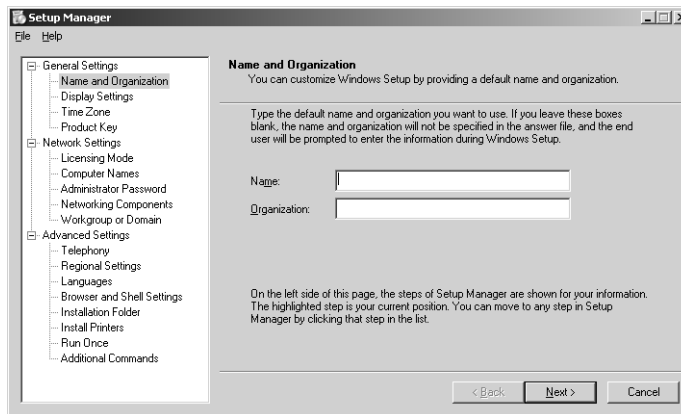 Setup Manager
File Help
General Settings
Name and Organization
Display Settings
Time Zone
Product Key
Network Settings
Licensing Mode
Computer Names
Administrator Password
Networking Components
Workgroup or Domain
Advanced Settings
Telephony
Regional Settings
Languages
Browser and Shell Settings
Installation Folder
Install Printers
Run Once
Additional Commands
Name and Organization
You can customize Windows Setup by providing a default name and organization.
Type the default name and organization you want to use. If you leave these boxes
blank, the name and organization will not be specified in the answer file, and the end
user will be prompted to enter the information during Windows Setup.
Name:
Organization:
On the left side of this page, the steps of Setup Manager are shown for your information.
The highlighted step is your current position. You can move to any step in Setup
Manager by clicking that step in the list.
< Back Next > Cancel